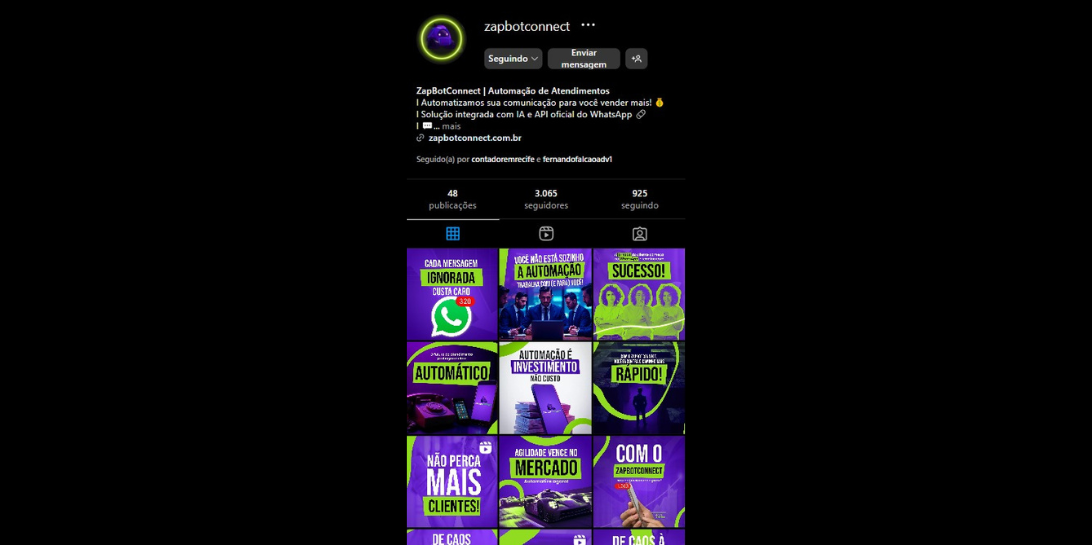 zapbotconnect
Seguindo
Enviar
mensagem
ZapBotConnect | Automação de Atendimentos
| Automatizamos sua comunicação para você vender mais! 💰
| Solução integrada com IA e API oficial do WhatsApp 🔗
| 💬... mais
zapbotconnect.com.br
Seguido(a) por contadoremrecife e fernandofalcaoadv1
48
publicações
3.065
seguidores
925
seguindo
CADA MENSAGEM
IGNORADA
CUSTA CARO
VOCÊ NÃO ESTÁ SOZINHO
A AUTOMAÇÃO
TRABALHA COM (E PARA) VOCÊ!
SUCESSO!
AUTOMÁTICO
AUTOMAÇÃO É
INVESTIMENTO
NÃO CUSTO
RÁPIDO!
NÃO PERCA
MAIS
CLIENTES!
AGILIDADE VENCE NO
MERCADO
COM O
ZAPBOTCONNECT
DE CAOS
DE CAOS À